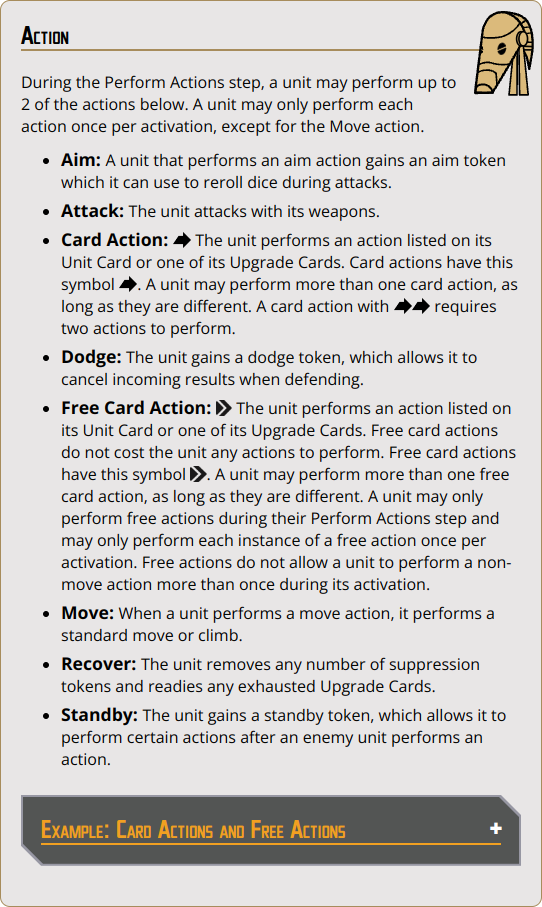 Action
During the Perform Actions step, a unit may perform up to
2 of the actions below. A unit may only perform each
action once per activation, except for the Move action.
• Aim: A unit that performs an aim action gains an aim token
which it can use to reroll dice during attacks.
• Attack: The unit attacks with its weapons.
• Card Action: The unit performs an action listed on its
Unit Card or one of its Upgrade Cards. Card actions have this
symbol . A unit may perform more than one card action, as
long as they are different. A card action with requires
two actions to perform.
• Dodge: The unit gains a dodge token, which allows it to
cancel incoming results when defending.
• Free Card Action: The unit performs an action listed on
its Unit Card or one of its Upgrade Cards. Free card actions
do not cost the unit any actions to perform. Free card actions
have this symbol . A unit may perform more than one free
card action, as long as they are different. A unit may only
perform free actions during their Perform Actions step and
may only perform each instance of a free action once per
activation. Free actions do not allow a unit to perform a non-
move action more than once during its activation.
• Move: When a unit performs a move action, it performs a
standard move or climb.
• Recover: The unit removes any number of suppression
tokens and readies any exhausted Upgrade Cards.
• Standby: The unit gains a standby token, which allows it to
perform certain actions after an enemy unit performs an
action.
Example: Card Actions and Free Actions +